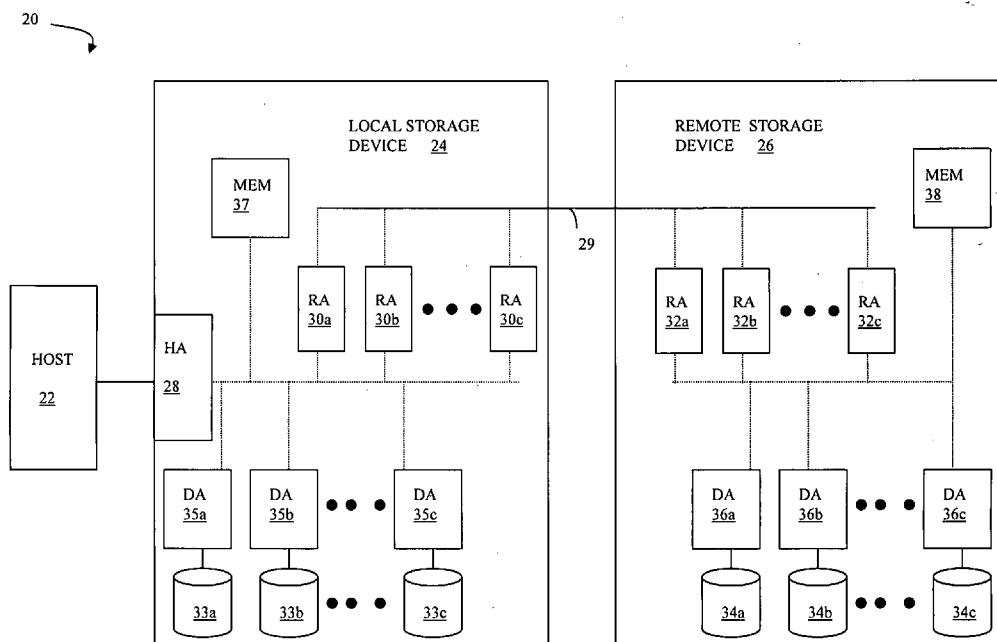 20
LOCAL STORAGE
DEVICE 24
REMOTE STORAGE
DEVICE 26
MEM
37
MEM
38
29
RA
30a
RA
30b
RA
30c
RA
32a
RA
32b
RA
32c
HOST
22
HA
28
DA
35a
DA
35b
DA
35c
DA
36a
DA
36b
DA
36c
33a
33b
33c
34a
34b
34c